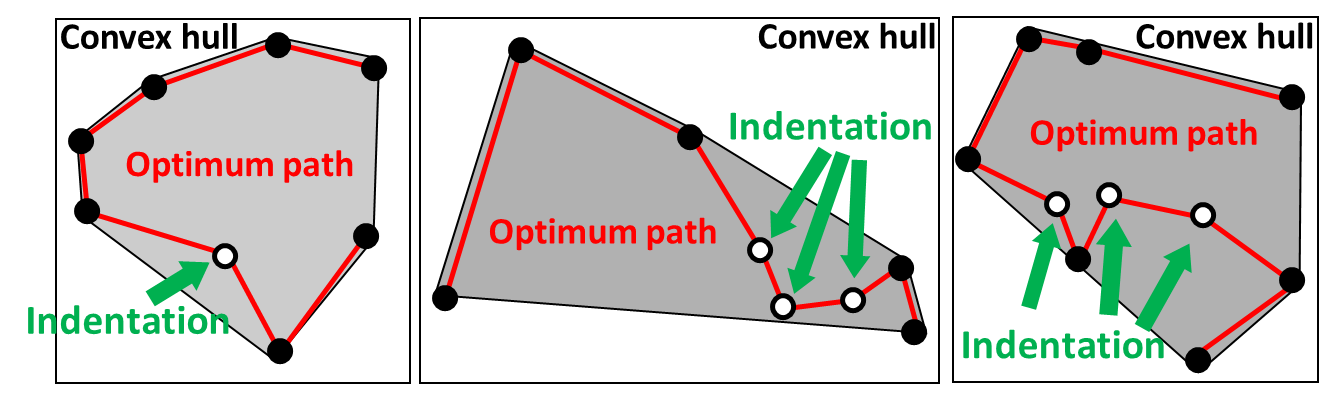 Convex hull
Optimum path
Indentation
Convex hull
Indentation
Optimum path
Convex hull
Optimum path
Indentation